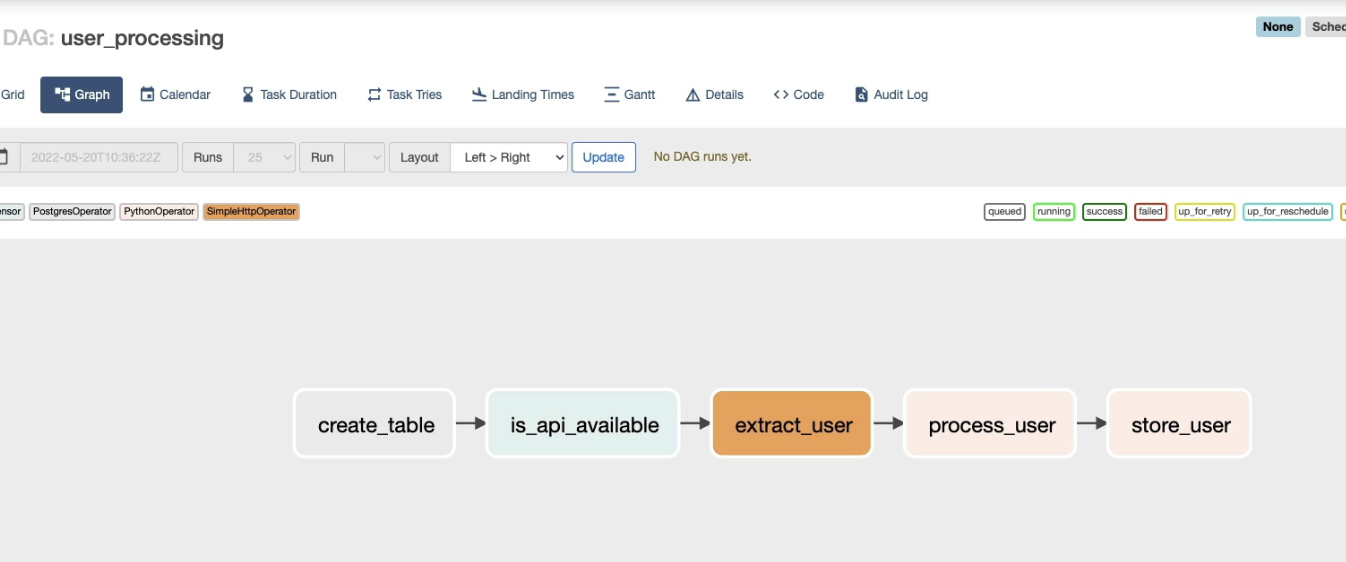 DAG: user_processing
None
Grid Graph Calendar Task Duration Task Tries Landing Times Gantt Details Code Audit Log
2022-05-20T10:36:22Z Runs 25 Run Layout Left > Right Update No DAG runs yet.
PostgresOperator PythonOperator SimpleHttpOperator queued running success failed up_for_retry up_for_reschedule
create_table is_api_available extract_user process_user store_user